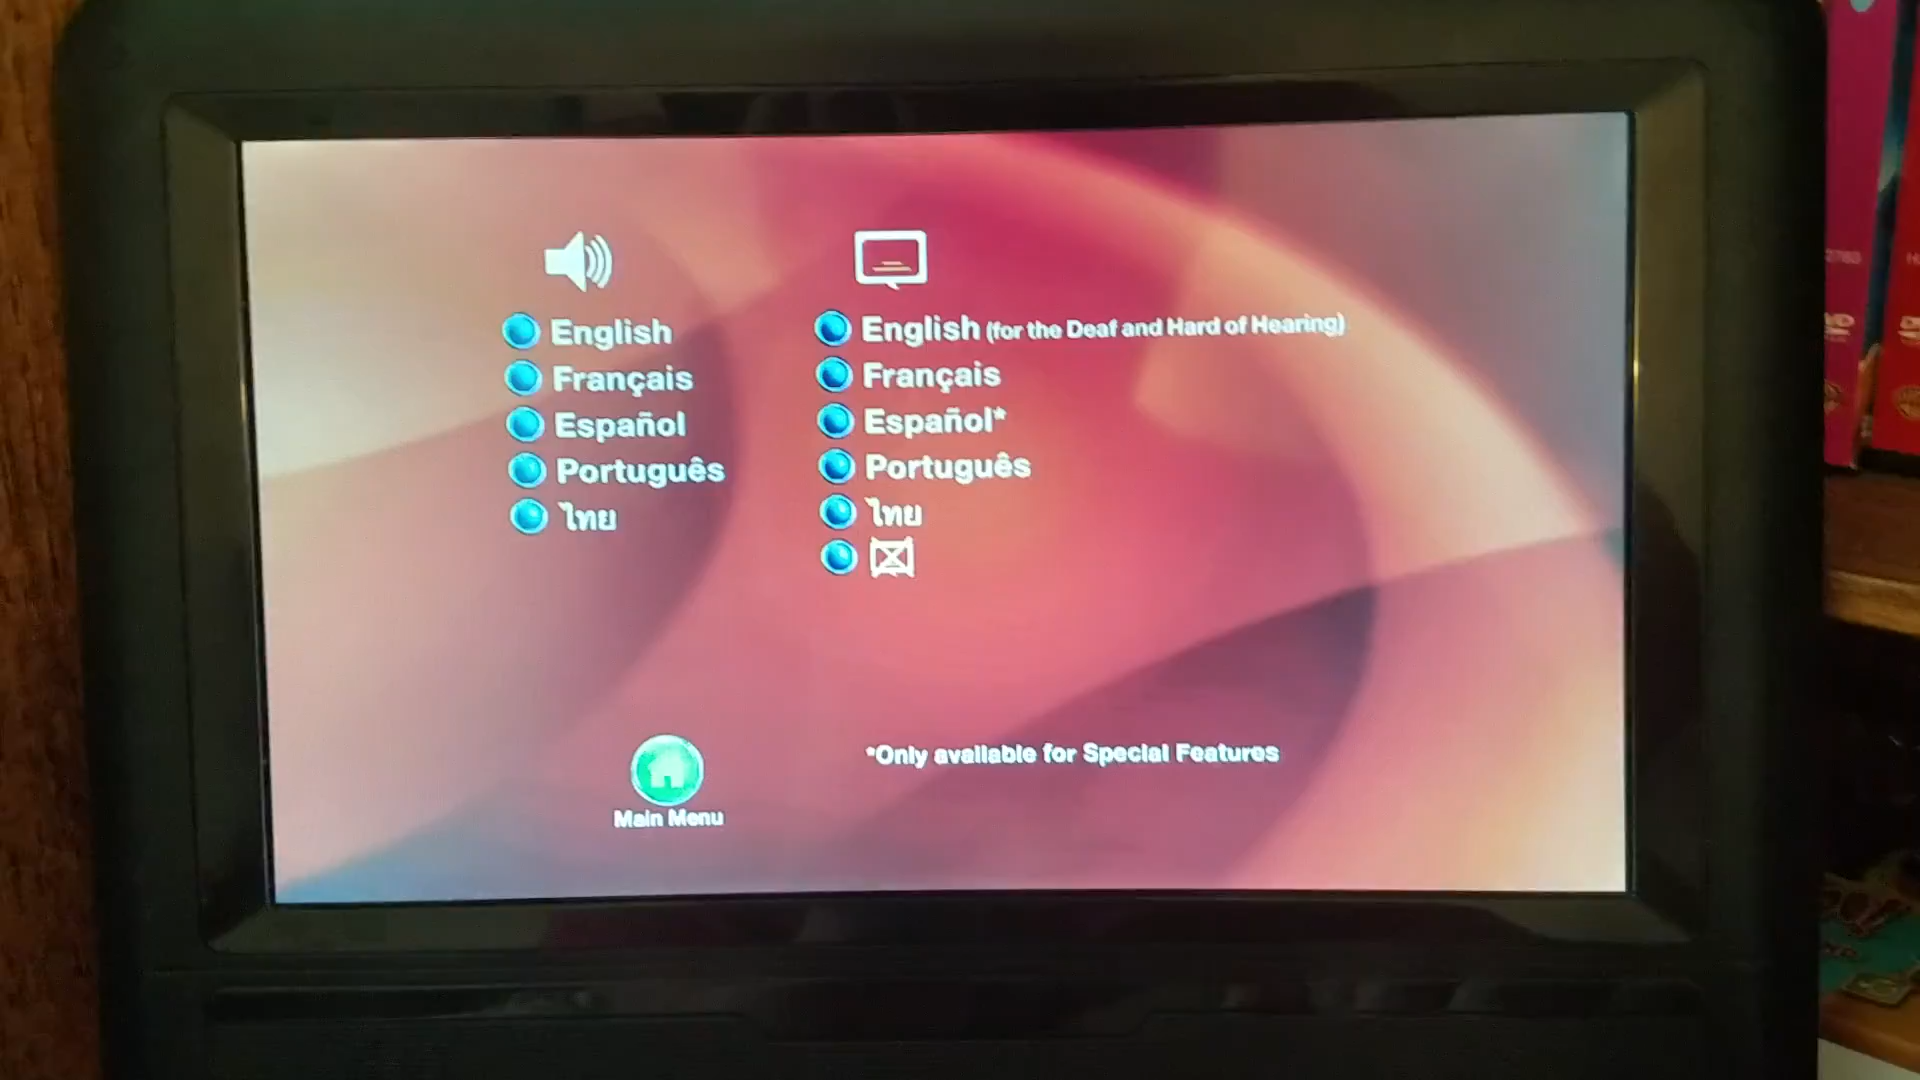 English
Français
Español
Português
ไทย
English (for the Deaf and Hard of Hearing)
Français
Español*
Português
ไทย
*Only available for Special Features
Main Menu